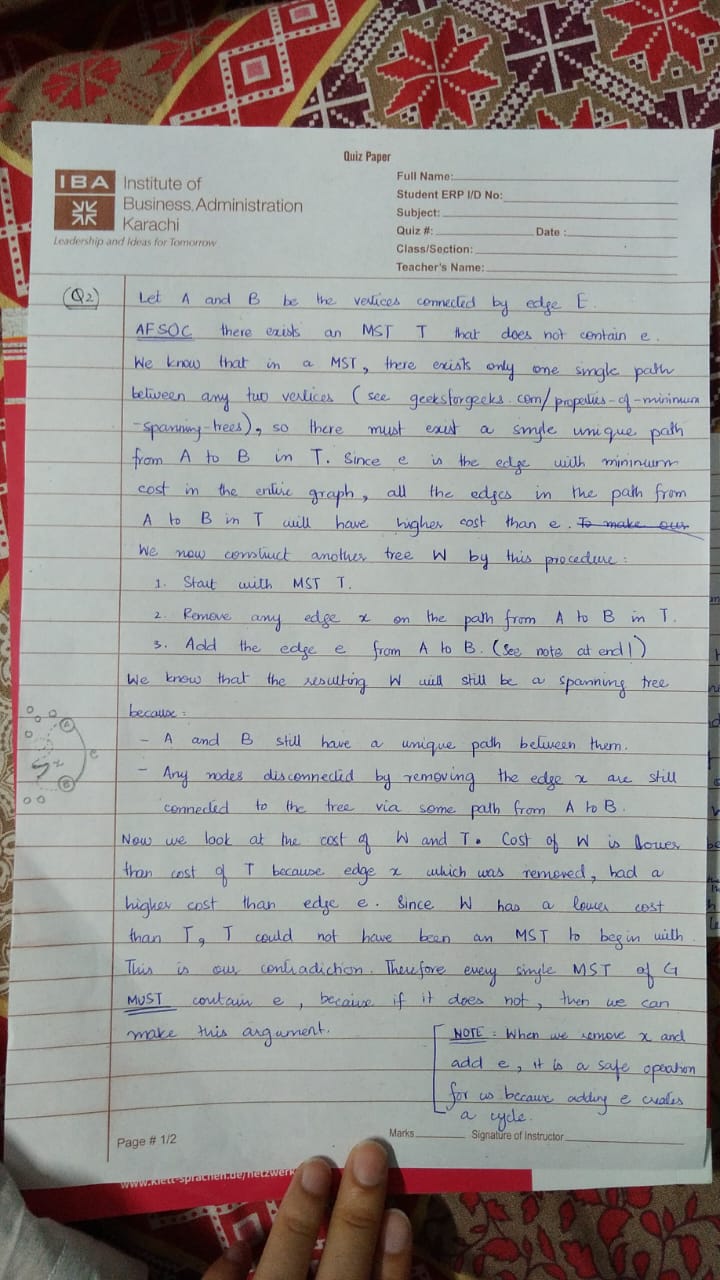 Quiz Paper
IBA Institute of
Business Administration
Karachi
Leadership and Ideas for Tomorrow
Full Name:
Student ERP I/D No:
Subject:
Quiz #: Date :
Class/Section:
Teacher's Name:
(Q2) Let A and B be the vertices connected by edge E.
AFSOC there exists an MST T that does not contain e.
We know that in a MST, there exists only one single path
between any two vertices (see geeksforgeeks.com/properties-of-minimum
-spanning-trees), so there must exist a single unique path
from A to B in T. Since e is the edge with minimum
cost in the entire graph, all the edges in the path from
A to B in T will have higher cost than e. To make our
We now construct another tree W by this procedure:
1. Start with MST T.
2. Remove any edge x on the path from A to B in T.
3. Add the edge e from A to B. (See note at end!)
We know that the resulting W will still be a spanning tree
because:
- A and B still have a unique path between them.
- Any nodes disconnected by removing the edge x are still
connected to the tree via some path from A to B.
A
x
e
B
Now we look at the cost of W and T. Cost of W is lower
than cost of T because edge x which was removed, had a
higher cost than edge e. Since W has a lower cost
than T, T could not have been an MST to begin with.
This is our contradiction. Therefore every single MST of G
MUST contain e, because if it does not, then we can
make this argument.
NOTE: When we remove x and
add e, it is a safe opeation
for us because adding e creates
a cycle.
Page # 1/2
Marks Signature of Instructor
www.klett-sprachen.de/netzwerk